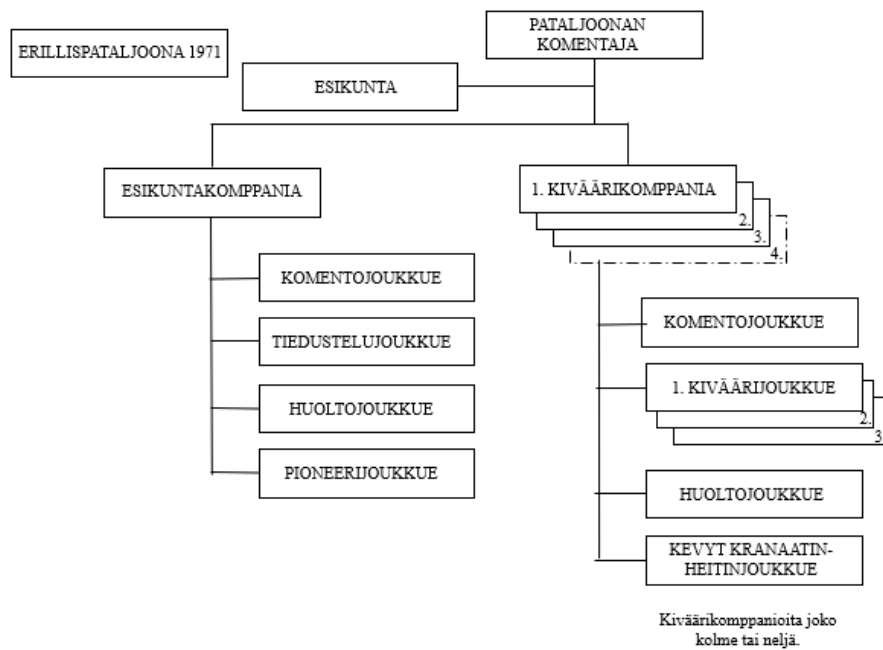 PATALJOONAN
KOMENTAJA
ERILLISPATALJOONA 1971
ESIKUNTA
ESIKUNTAKOMPPANIA
1. KIVÄÄRIKOMPPANIA
2.
3.
4.
KOMENTOJOUKKUE
TIEDUSTELUJOUKKUE
HUOLTOJOUKKUE
PIONEERIJOUKKUE
KOMENTOJOUKKUE
1. KIVÄÄRIJOUKKUE
2.
3
HUOLTOJOUKKUE
KEVYT KRANAATIN-
HEITINJOUKKUE
Kiväärikomppanioita joko
kolme tai neljä.